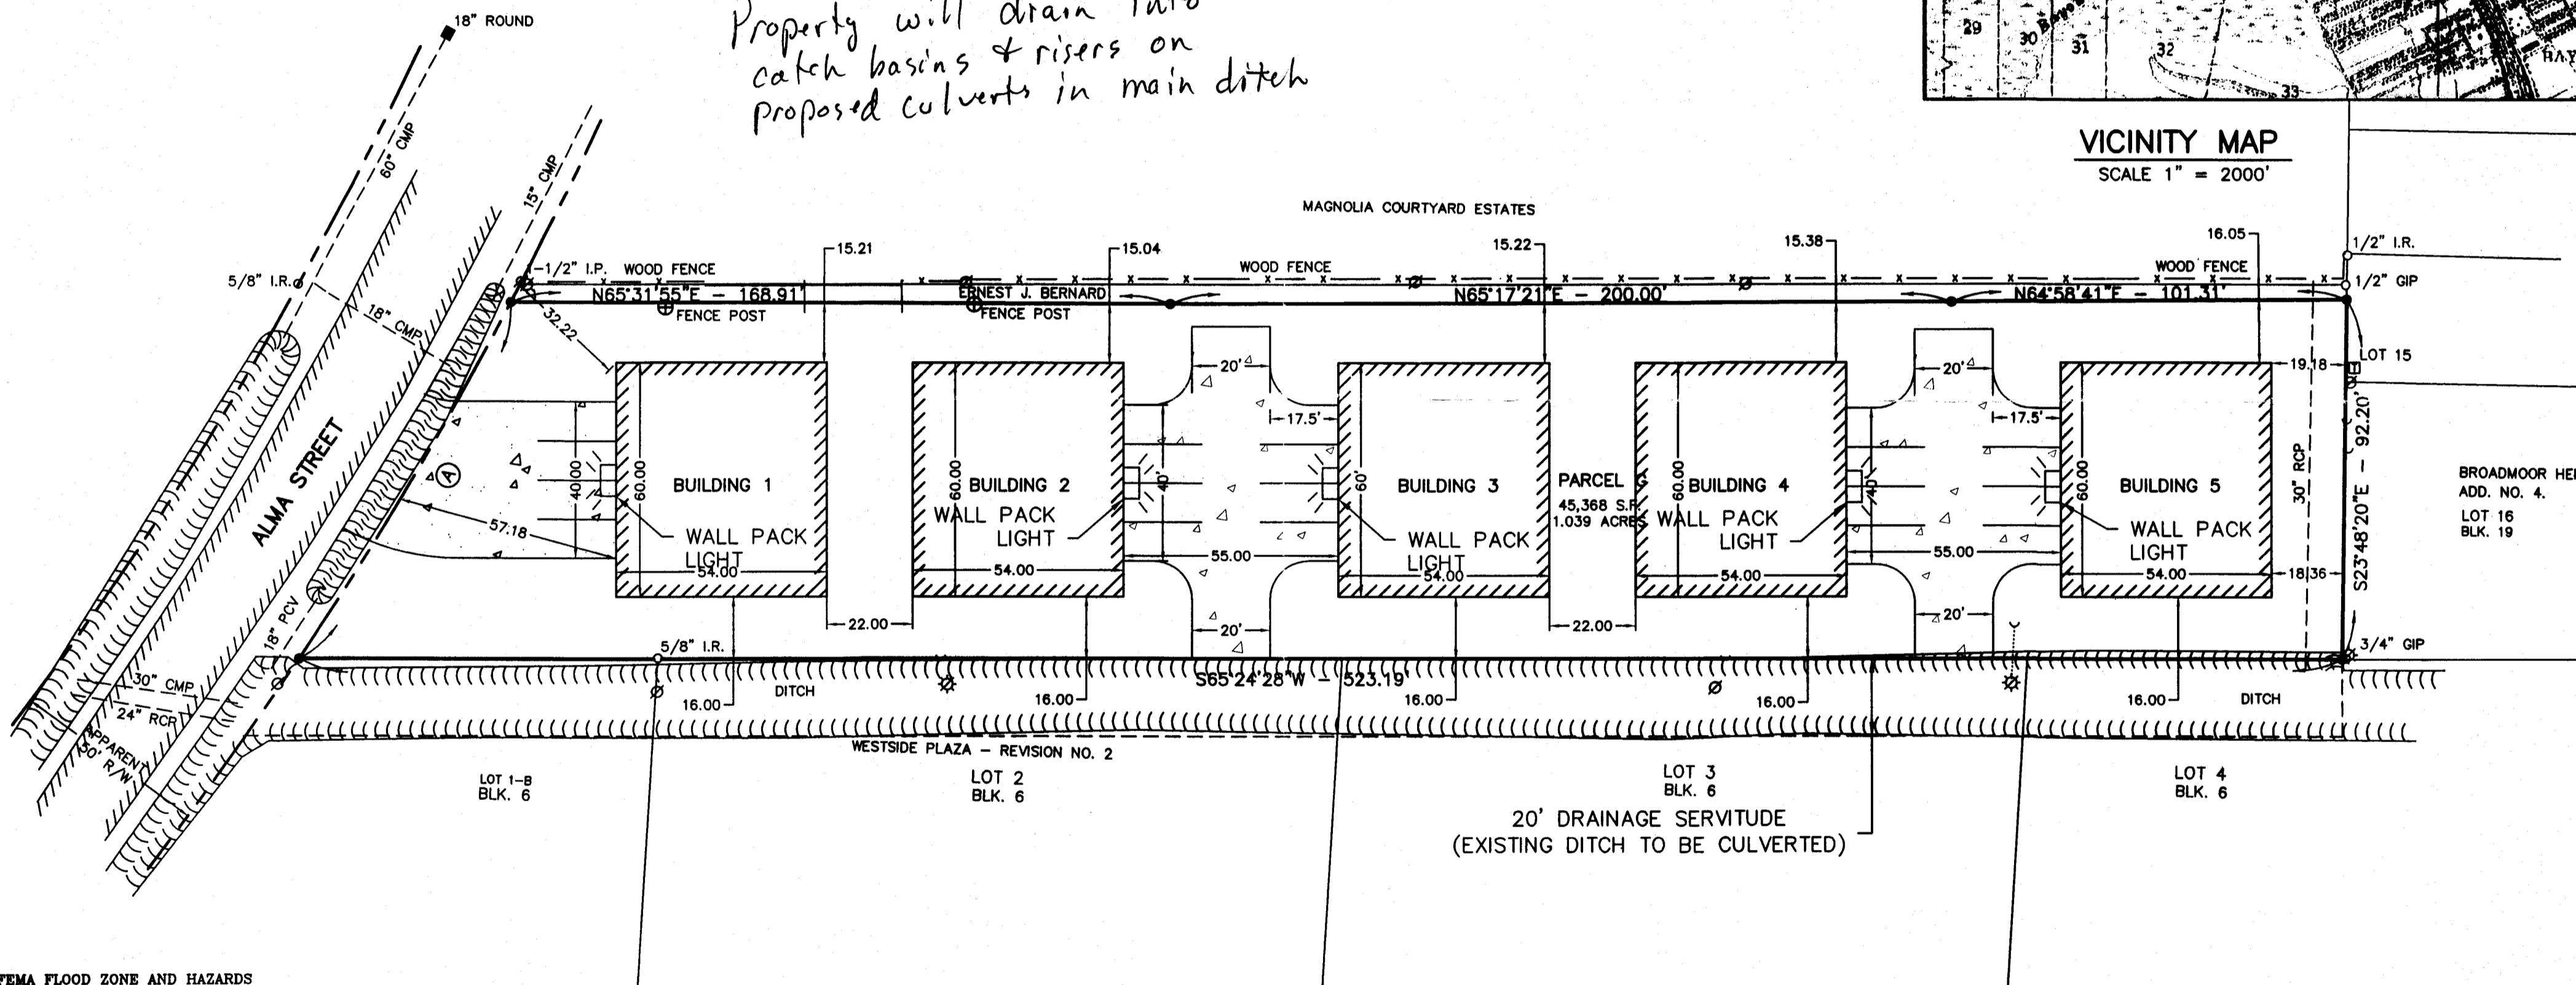 18" ROUND
Property will drain into
catch basins & risers on
proposed culverts in main ditch
29
30
31
32
33
VICINITY MAP
SCALE 1" = 2000'
60" CMP
15" CMP
MAGNOLIA COURTYARD ESTATES
15.21
15.04
15.22
15.38
16.05
1/2" I.R.
5/8" I.R.
1-1/2" I.P.
WOOD FENCE
WOOD FENCE
WOOD FENCE
1/2" GIP
N65°31'55"E - 168.91'
ERNEST J. BERNARD
N65°17'21"E - 200.00'
N64°58'41"E - 101.31'
FENCE POST
FENCE POST
18" CMP
32.22
20'
20'
19.18
LOT 15
17.5'
17.5'
ALMA STREET
A
40.00
60.00
BUILDING 1
60.00
BUILDING 2
40'
60'
BUILDING 3
PARCEL G
45,368 S.F.
1.039 ACRES
60.00
BUILDING 4
40'
60.00
BUILDING 5
30" RCP
S23°48'20"E - 92.20'
BROADMOOR HE
ADD. NO. 4.
LOT 16
BLK. 19
57.18
WALL PACK
LIGHT
WALL PACK
LIGHT
WALL PACK
LIGHT
WALL PACK
LIGHT
WALL PACK
LIGHT
54.00
54.00
55.00
54.00
54.00
55.00
54.00
18.36
18" PCV
22.00
20'
22.00
20'
5/8" I.R.
3/4" GIP
30" CMP
24" RCP
APPARENT
50' R/W
DITCH
S65°24'28"W - 523.19'
DITCH
16.00
16.00
16.00
16.00
16.00
WESTSIDE PLAZA - REVISION NO. 2
LOT 1-B
BLK. 6
LOT 2
BLK. 6
LOT 3
BLK. 6
LOT 4
BLK. 6
20' DRAINAGE SERVITUDE
(EXISTING DITCH TO BE CULVERTED)
FEMA FLOOD ZONE AND HAZARDS